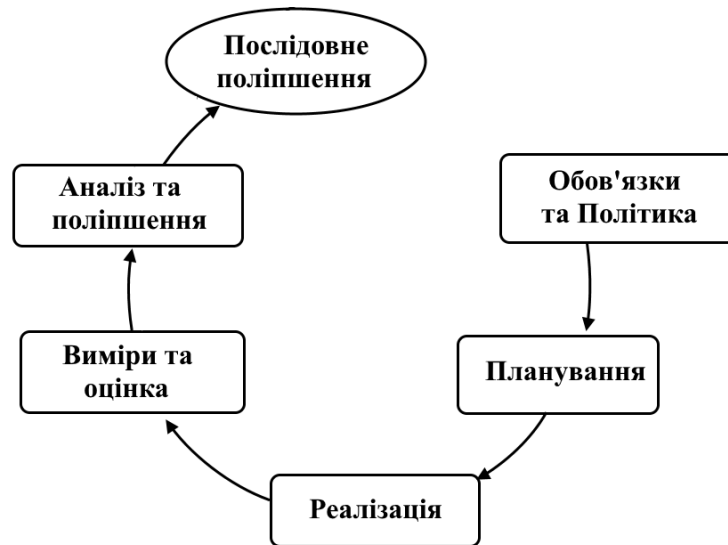 Послідовне
поліпшення
Аналіз та
поліпшення
Обов'язки
та Політика
Виміри та
оцінка
Планування
Реалізація